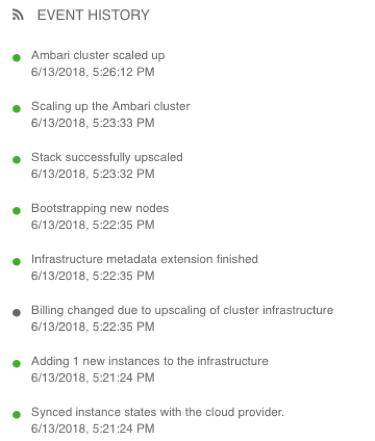 EVENT HISTORY
Ambari cluster scaled up
6/13/2018, 5:26:12 PM
Scaling up the Ambari cluster
6/13/2018, 5:23:33 PM
Stack successfully upscaled
6/13/2018, 5:23:32 PM
Bootstrapping new nodes
6/13/2018, 5:22:35 PM
Infrastructure metadata extension finished
6/13/2018, 5:22:35 PM
Billing changed due to upscaling of cluster infrastructure
6/13/2018, 5:22:35 PM
Adding 1 new instances to the infrastructure
6/13/2018, 5:21:24 PM
Synced instance states with the cloud provider.
6/13/2018, 5:21:24 PM